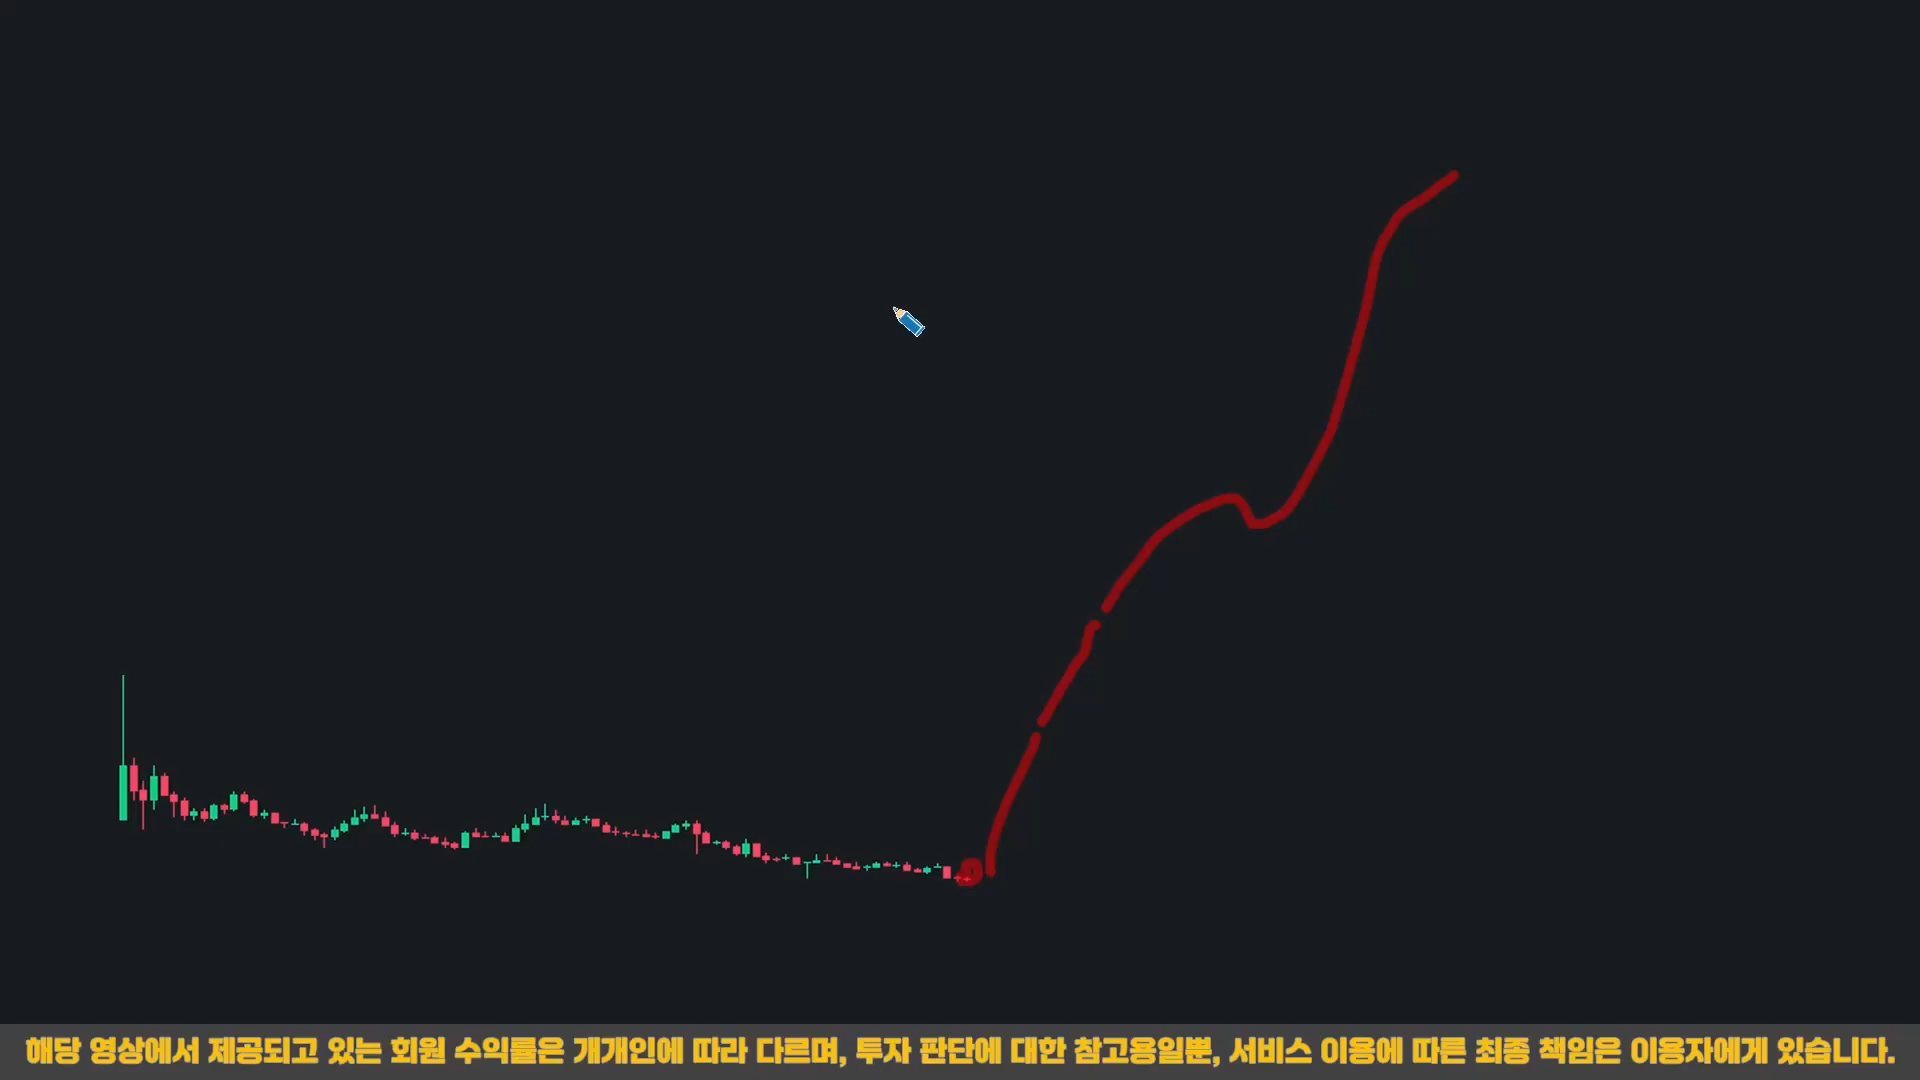 해당 영상에서 제공되고 있는 회원 수익률은 개개인에 따라 다르며, 투자 판단에 대한 참고용일뿐, 서비스 이용에 따른 최종 책임은 이용자에게 있습니다.